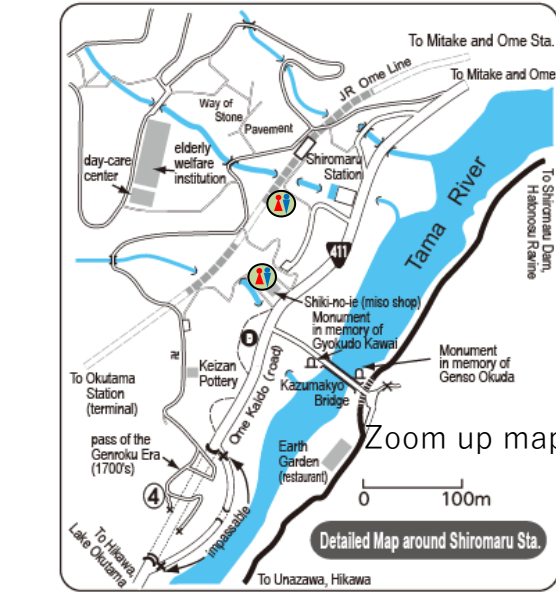 To Mitake and Ome Sta.
JR Ome Line
To Mitake and Ome
Way of
Stone
Pavement
elderly
welfare
institution
day-care
center
Shiromaru
Station
Tama River
To Shiromaru Dam,
Hatonosu Ravine
411
Shiki-no-ie (miso shop)
Monument
in memory of
Gyokudo Kawai
Monument
in memory of
Genso Okuda
Keizan
Pottery
Kazumakyo
Bridge
Ome Kaido (road)
To Okutama
Station
(terminal)
pass of the
Genroku Era
(1700's)
Earth
Garden
(restaurant)
Zoom up map
0 100m
4
impassable
To Hikawa,
Lake Okutama
Detailed Map around Shiromaru Sta.
To Unazawa, Hikawa